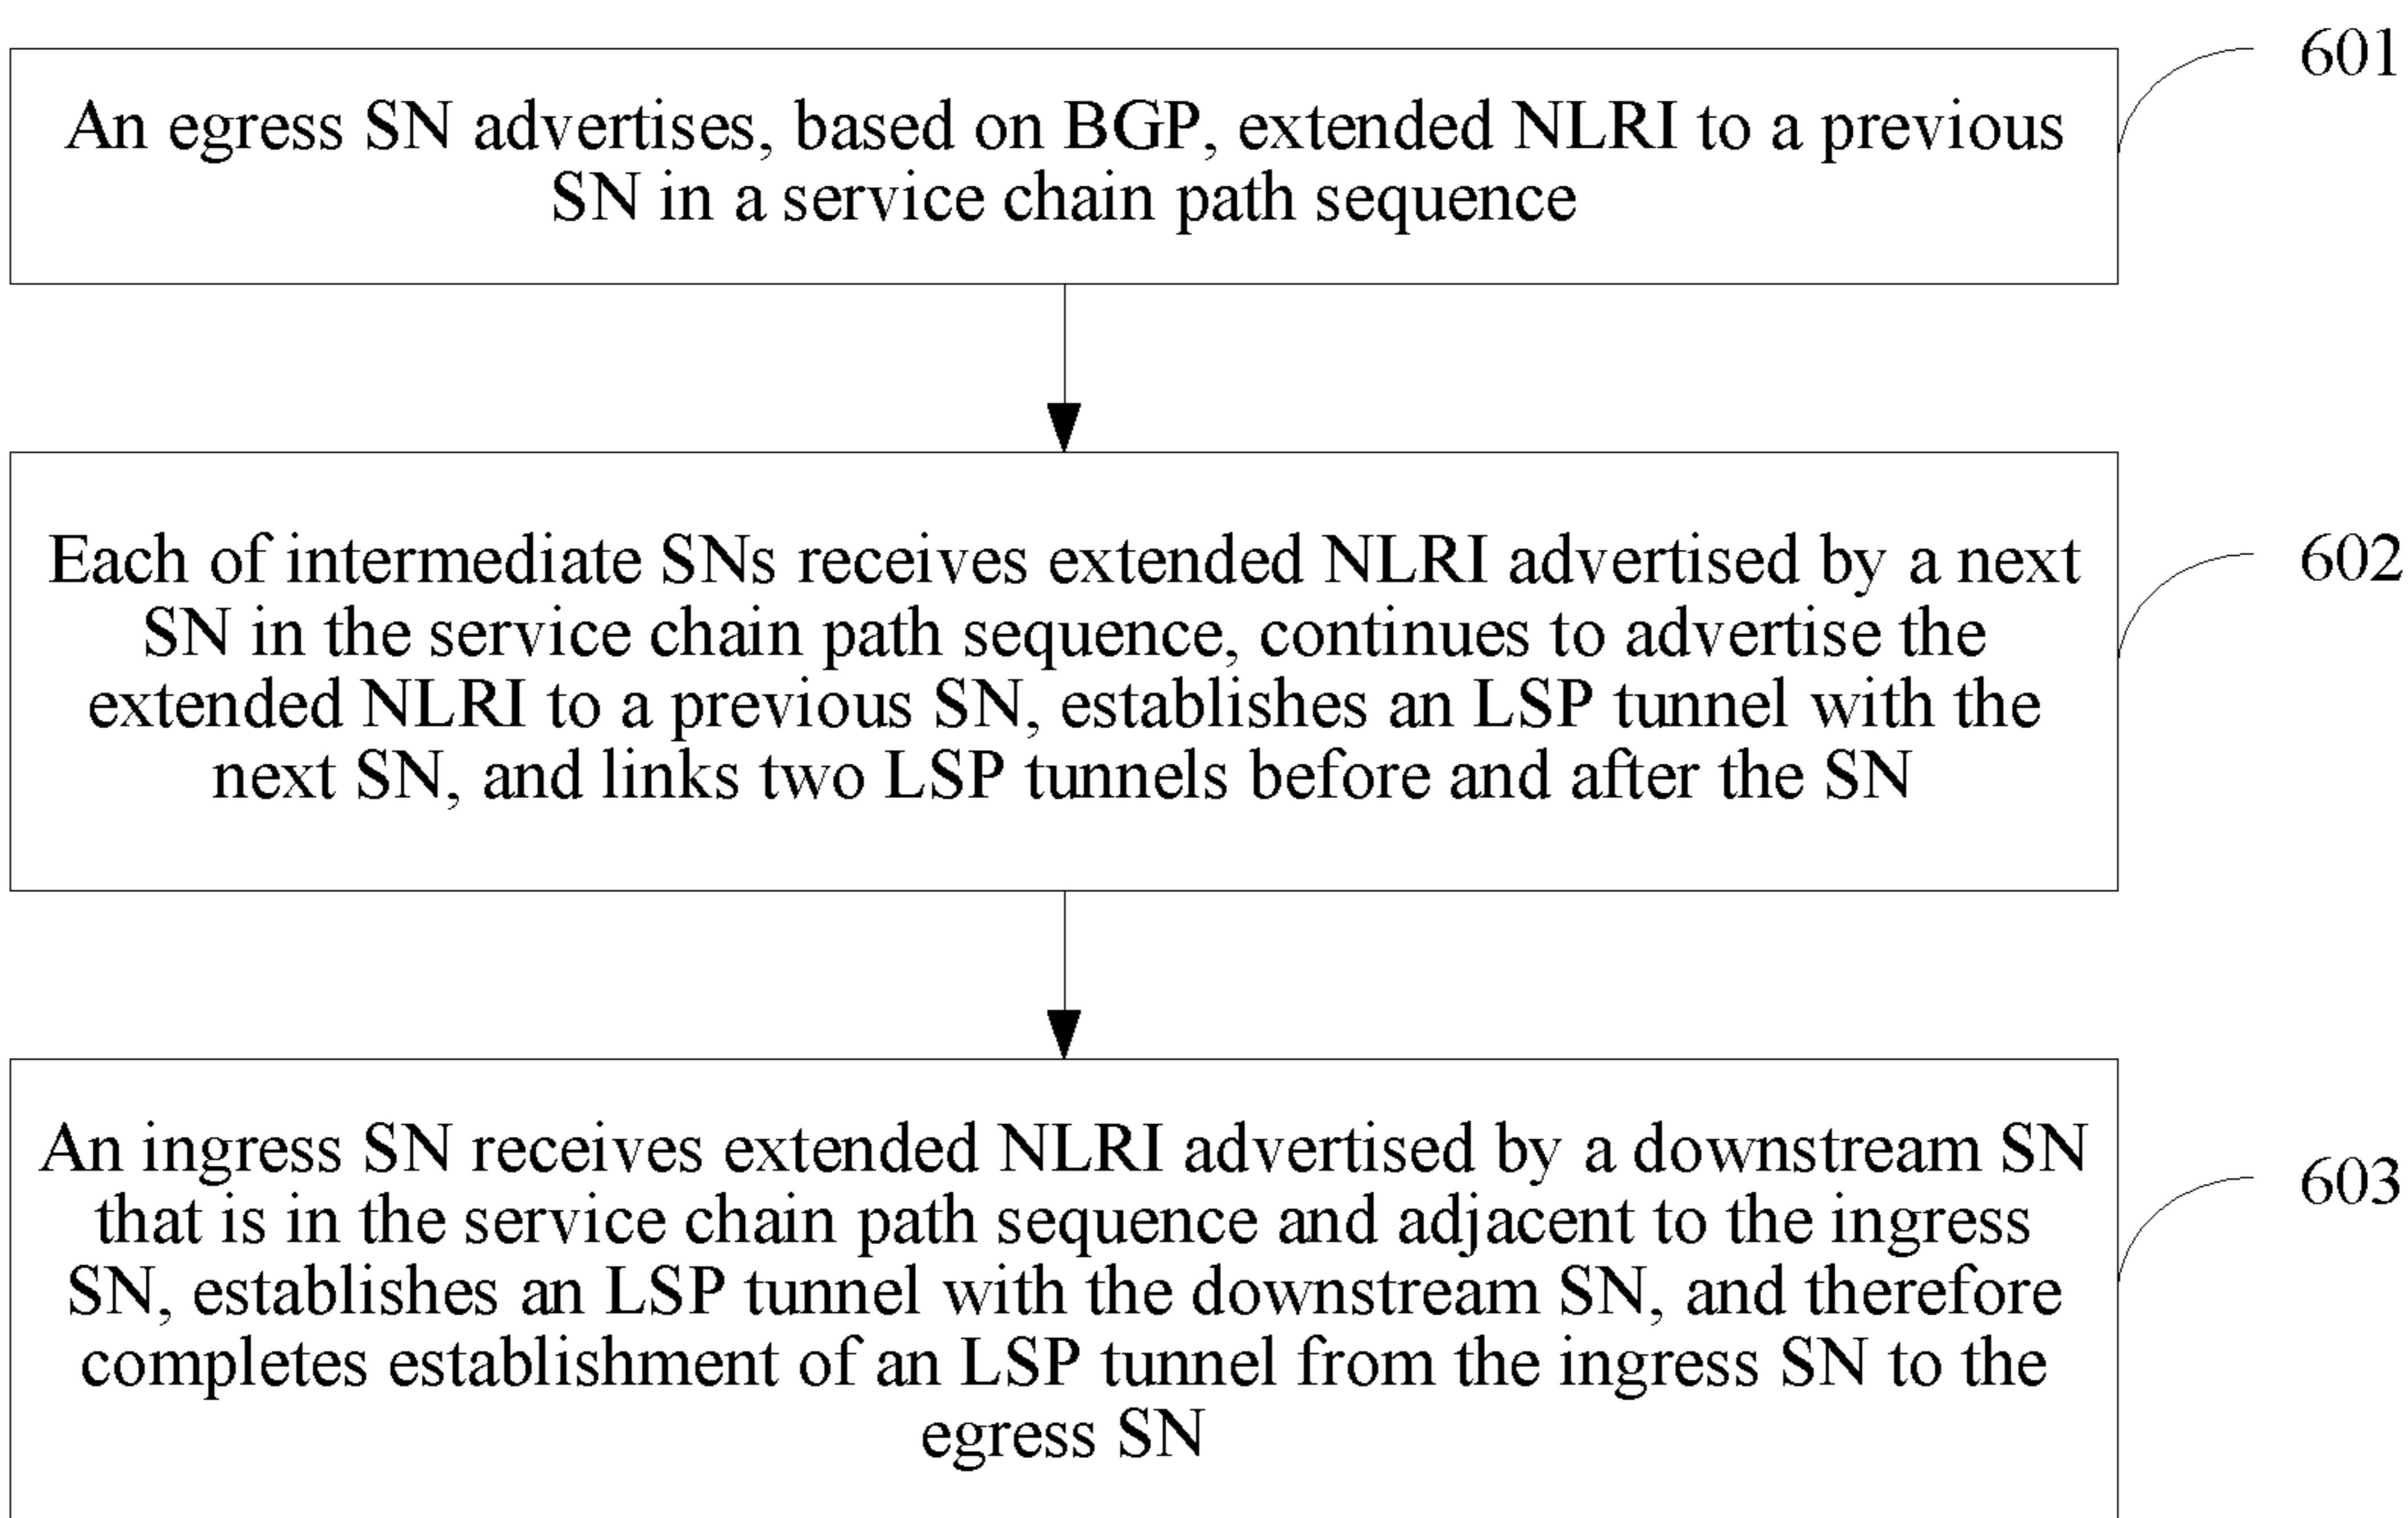 601
An egress SN advertises, based on BGP, extended NLRI to a previous
SN in a service chain path sequence
602
Each of intermediate SNs receives extended NLRI advertised by a next
SN in the service chain path sequence, continues to advertise the
extended NLRI to a previous SN, establishes an LSP tunnel with the
next SN, and links two LSP tunnels before and after the SN
603
An ingress SN receives extended NLRI advertised by a downstream SN
that is in the service chain path sequence and adjacent to the ingress
SN, establishes an LSP tunnel with the downstream SN, and therefore
completes establishment of an LSP tunnel from the ingress SN to the
egress SN